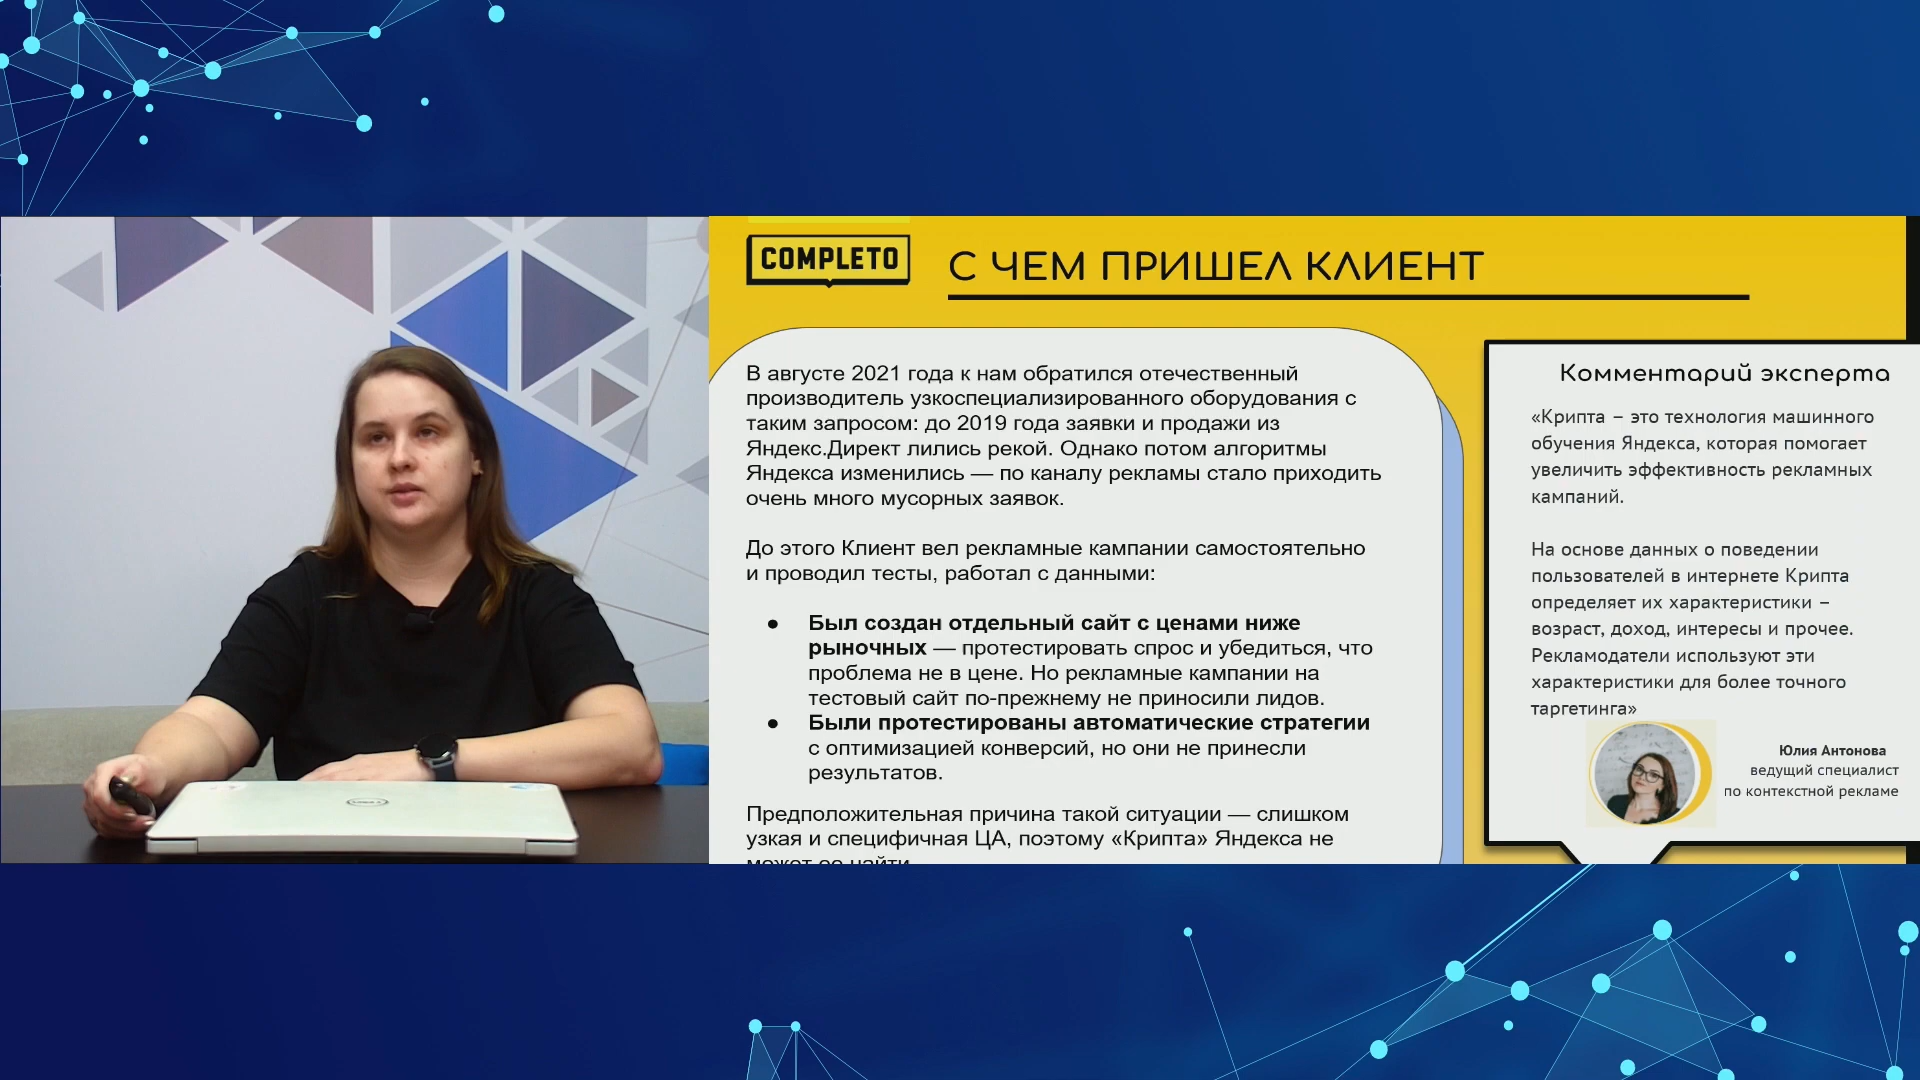 COMPLETO
С ЧЕМ ПРИШЕЛ КЛИЕНТ
В августе 2021 года к нам обратился отечественный
производитель узкоспециализированного оборудования с
таким запросом: до 2019 года заявки и продажи из
Яндекс.Директ лились рекой. Однако потом алгоритмы
Яндекса изменились — по каналу рекламы стало приходить
очень много мусорных заявок.
До этого Клиент вел рекламные кампании самостоятельно
и проводил тесты, работал с данными:
● Был создан отдельный сайт с ценами ниже
рыночных — протестировать спрос и убедиться, что
проблема не в цене. Но рекламные кампании на
тестовый сайт по-прежнему не приносили лидов.
● Были протестированы автоматические стратегии
с оптимизацией конверсий, но они не принесли
результатов.
Предположительная причина такой ситуации — слишком
узкая и специфичная ЦА, поэтому «Крипта» Яндекса не
может ее найти
Комментарий эксперта
«Крипта – это технология машинного
обучения Яндекса, которая помогает
увеличить эффективность рекламных
кампаний.
На основе данных о поведении
пользователей в интернете Крипта
определяет их характеристики –
возраст, доход, интересы и прочее.
Рекламодатели используют эти
характеристики для более точного
таргетинга»
Юлия Антонова
ведущий специалист
по контекстной рекламе
DELL